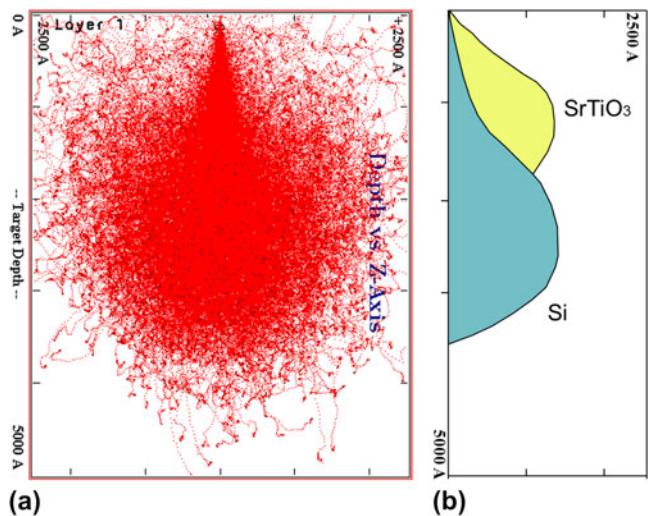 Layer 1
0 A
-2500 A
+2500 A
Depth vs Z-Axis
-- Target Depth --
5000 A
(a)
2500 A
SrTiO3
Si
5000 A
(b)